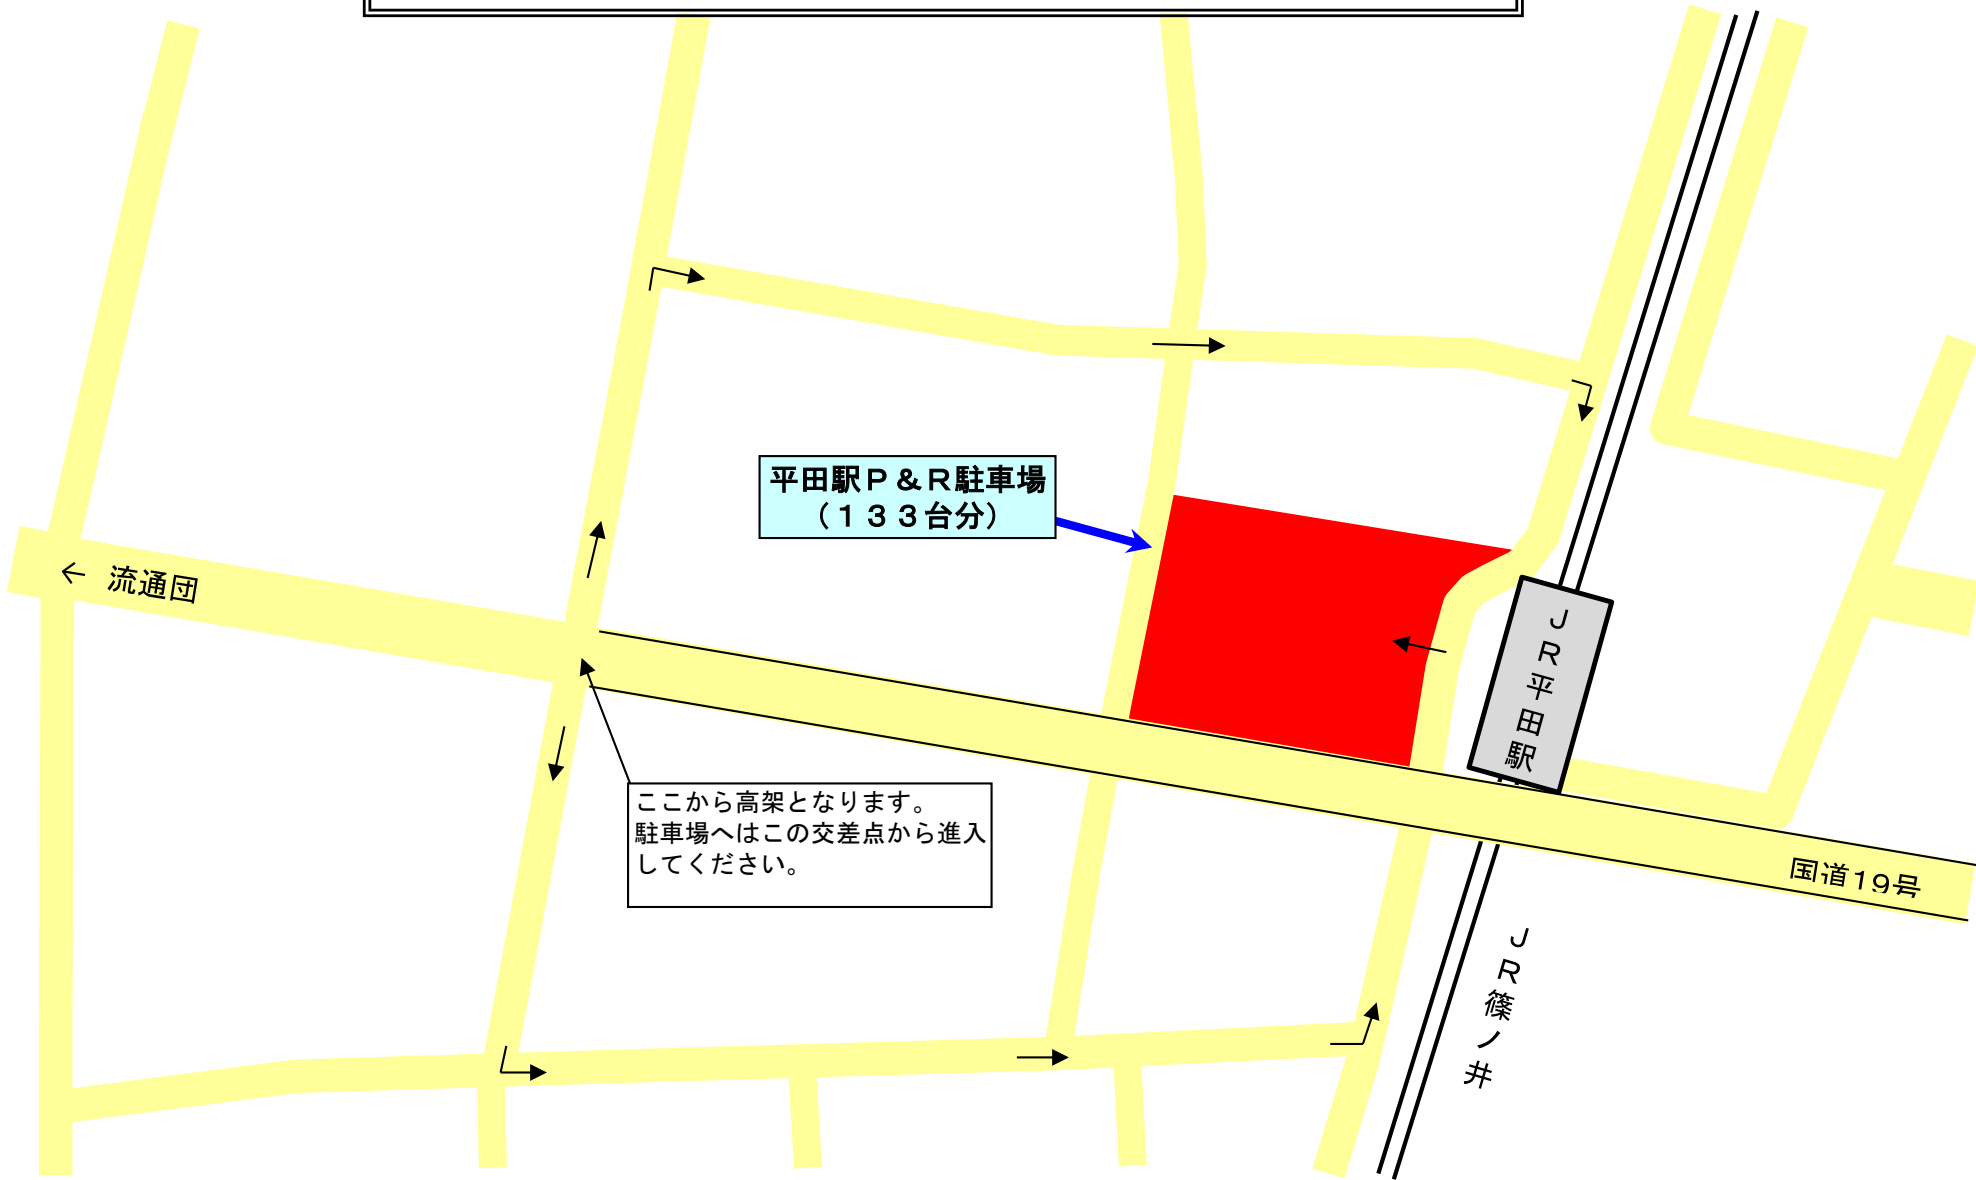 平田駅Ｐ＆Ｒ駐車場
（１３３台分）
← 流通団
ＪＲ平田駅
ここから高架となります。
駐車場へはこの交差点から進入
してください。
国道１９号
ＪＲ篠ノ井